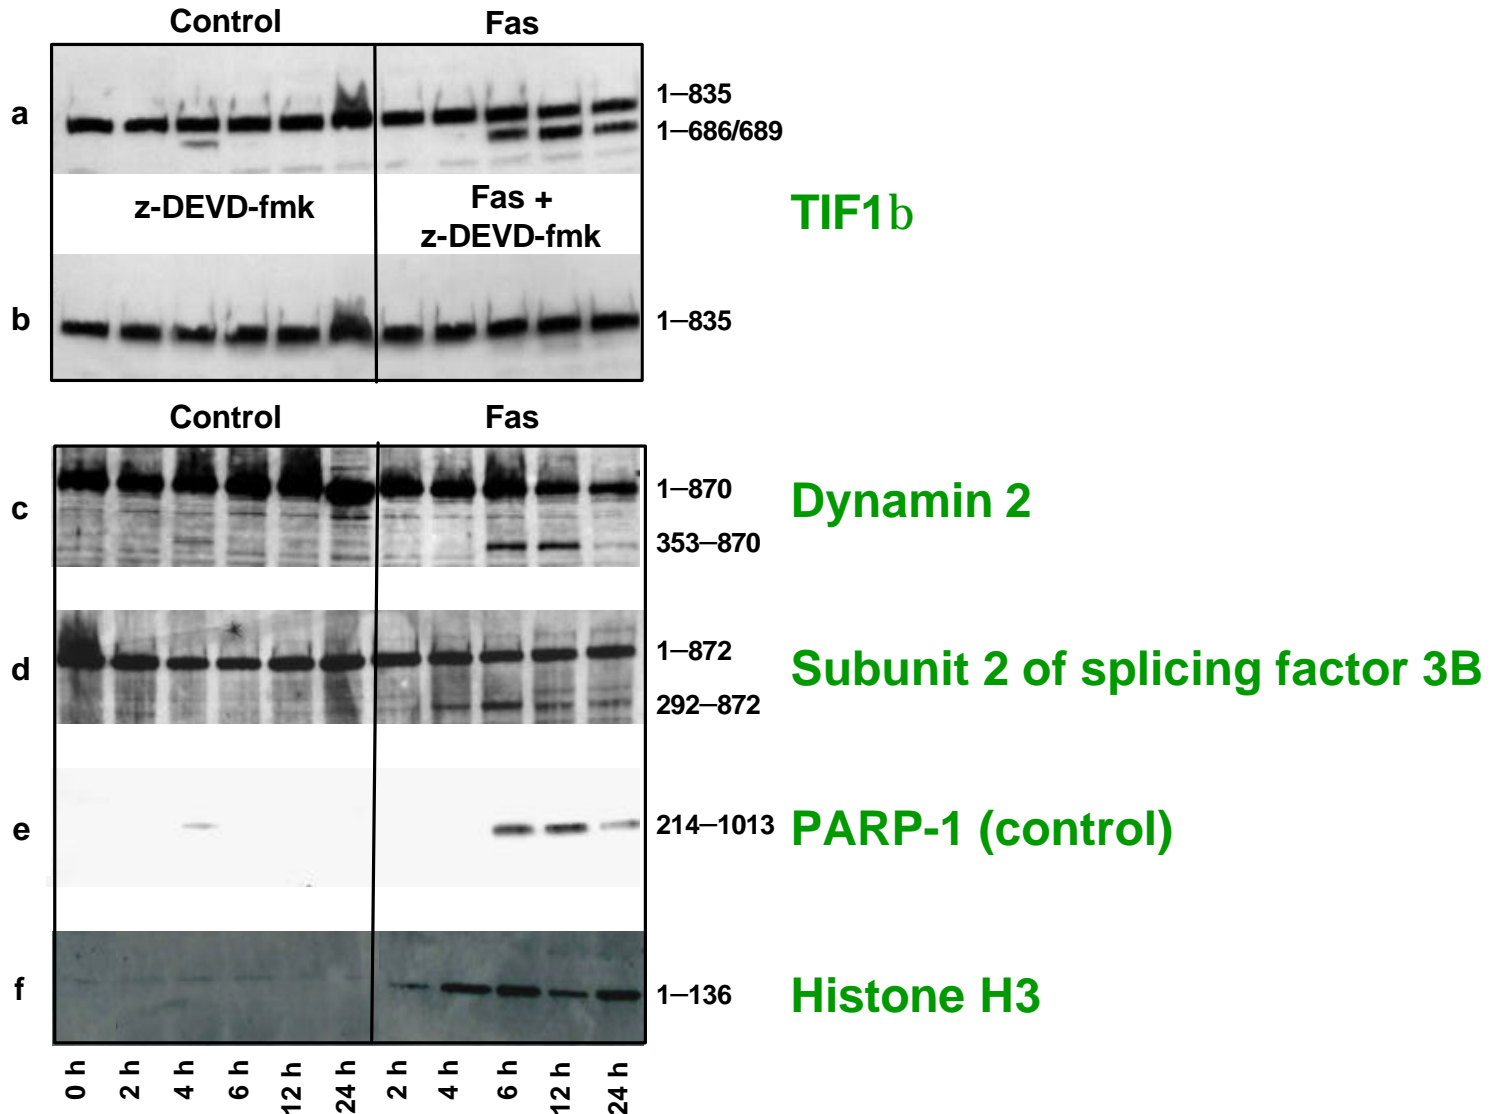 Control Fas
a
1–835
1–686/689
z-DEVD-fmk
Fas +
z-DEVD-fmk
TIF1b
b
1–835
Control Fas
c
1–870
353–870
Dynamin 2
d
1–872
292–872
Subunit 2 of splicing factor 3B
e
214–1013
PARP-1 (control)
f
1–136
Histone H3
0 h 2 h 4 h 6 h 12 h 24 h 2 h 4 h 6 h 12 h 24 h